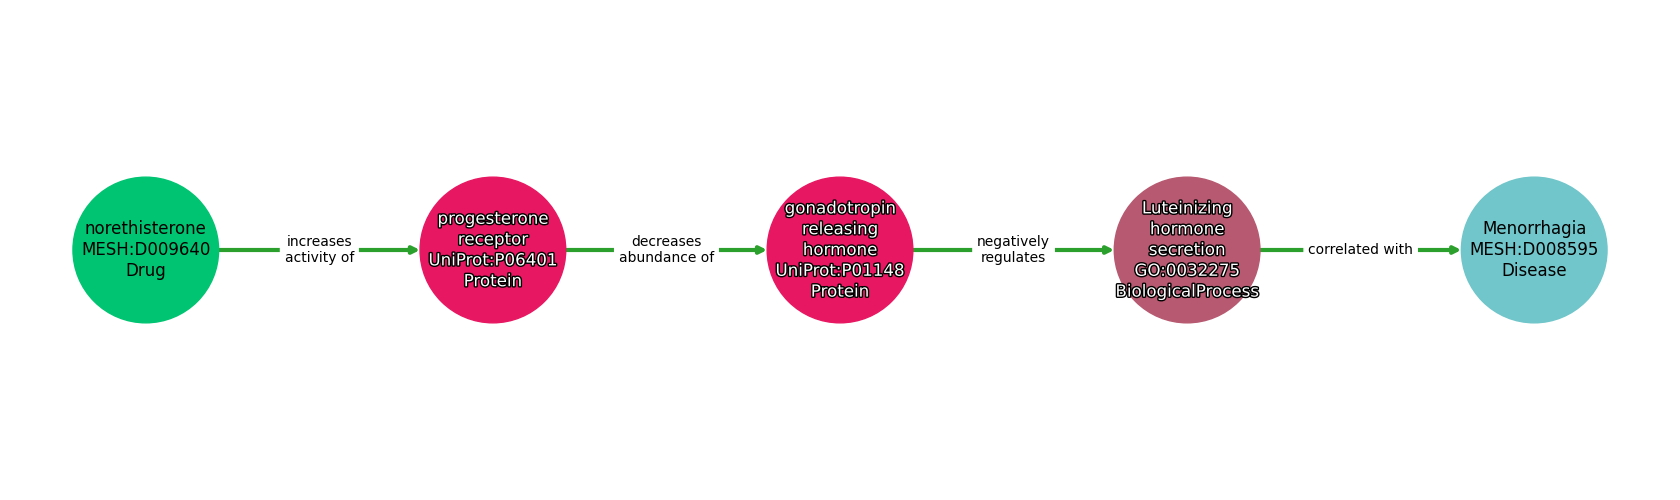 norethisterone
MESH:D009640
Drug
increases
activity of
progesterone
receptor
UniProt:P06401
Protein
decreases
abundance of
gonadotropin
releasing
hormone
UniProt:P01148
Protein
negatively
regulates
Luteinizing
hormone
secretion
GO:0032275
BiologicalProcess
correlated with
Menorrhagia
MESH:D008595
Disease